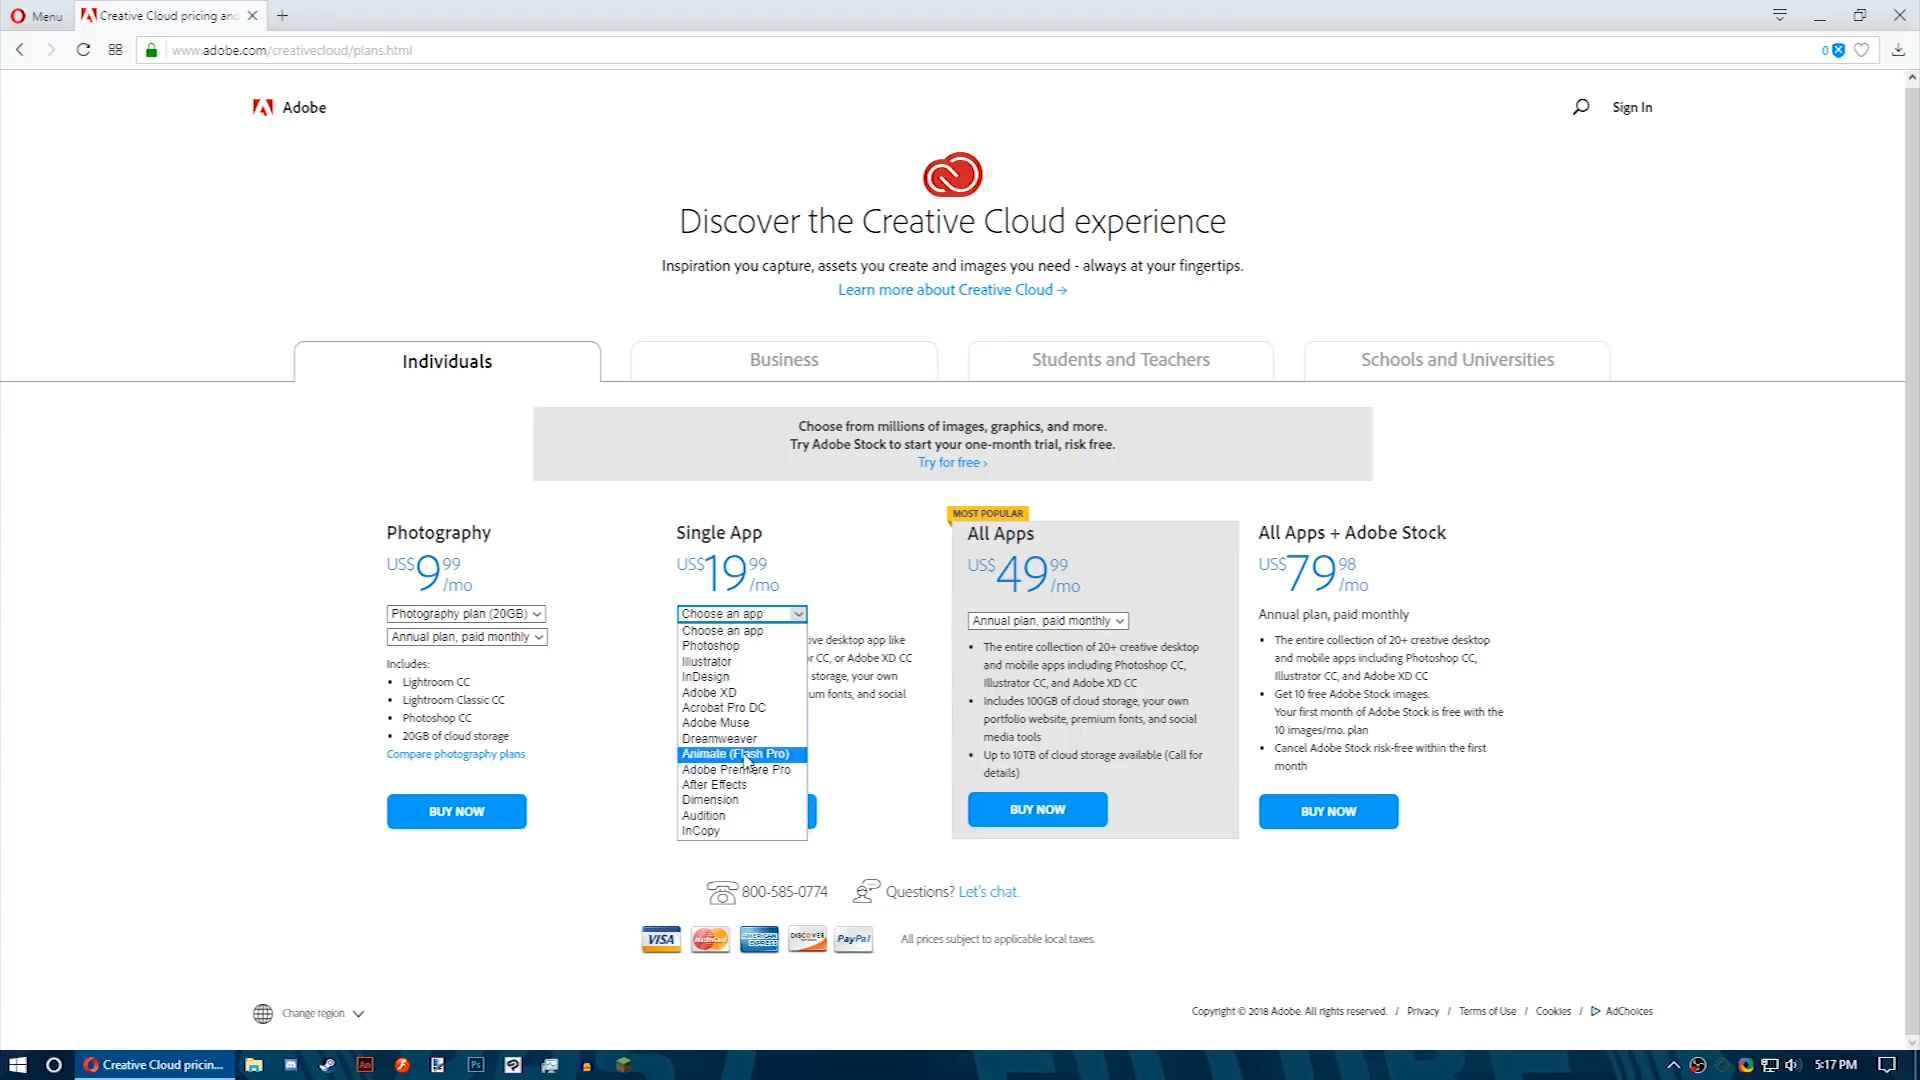 Menu
Creative Cloud pricing and
www.adobe.com/creativecloud/plans.html
0
Adobe
Sign In
Discover the Creative Cloud experience
Inspiration you capture, assets you create and images you need - always at your fingertips.
Learn more about Creative Cloud →
Individuals
Business
Students and Teachers
Schools and Universities
Choose from millions of images, graphics, and more.
Try Adobe Stock to start your one-month trial, risk free.
Try for free ›
Photography
US$9 99 /mo
Photography plan (20GB)
Annual plan, paid monthly
Includes:
• Lightroom CC
• Lightroom Classic CC
• Photoshop CC
• 20GB of cloud storage
Compare photography plans
BUY NOW
Single App
US$19 99 /mo
Choose an app
Choose an app
Photoshop
Illustrator
InDesign
Adobe XD
Acrobat Pro DC
Adobe Muse
Dreamweaver
Animate (Flash Pro)
Adobe Premiere Pro
After Effects
Dimension
Audition
InCopy
ive desktop app like
r CC, or Adobe XD CC
storage, your own
um fonts, and social
MOST POPULAR
All Apps
US$49 99 /mo
Annual plan, paid monthly
• The entire collection of 20+ creative desktop
and mobile apps including Photoshop CC,
Illustrator CC, and Adobe XD CC
• Includes 100GB of cloud storage, your own
portfolio website, premium fonts, and social
media tools
• Up to 10TB of cloud storage available (Call for
details)
BUY NOW
All Apps + Adobe Stock
US$79 98 /mo
Annual plan, paid monthly
• The entire collection of 20+ creative desktop
and mobile apps including Photoshop CC,
Illustrator CC, and Adobe XD CC
• Get 10 free Adobe Stock images.
Your first month of Adobe Stock is free with the
10 images/mo. plan
• Cancel Adobe Stock risk-free within the first
month
BUY NOW
800-585-0774
Questions? Let's chat.
VISA
MasterCard
AMERICAN EXPRESS
DISCOVER
PayPal
All prices subject to applicable local taxes.
Change region
Copyright © 2018 Adobe. All rights reserved. / Privacy / Terms of Use / Cookies / AdChoices
Creative Cloud pricin...
An
Ps
5:17 PM